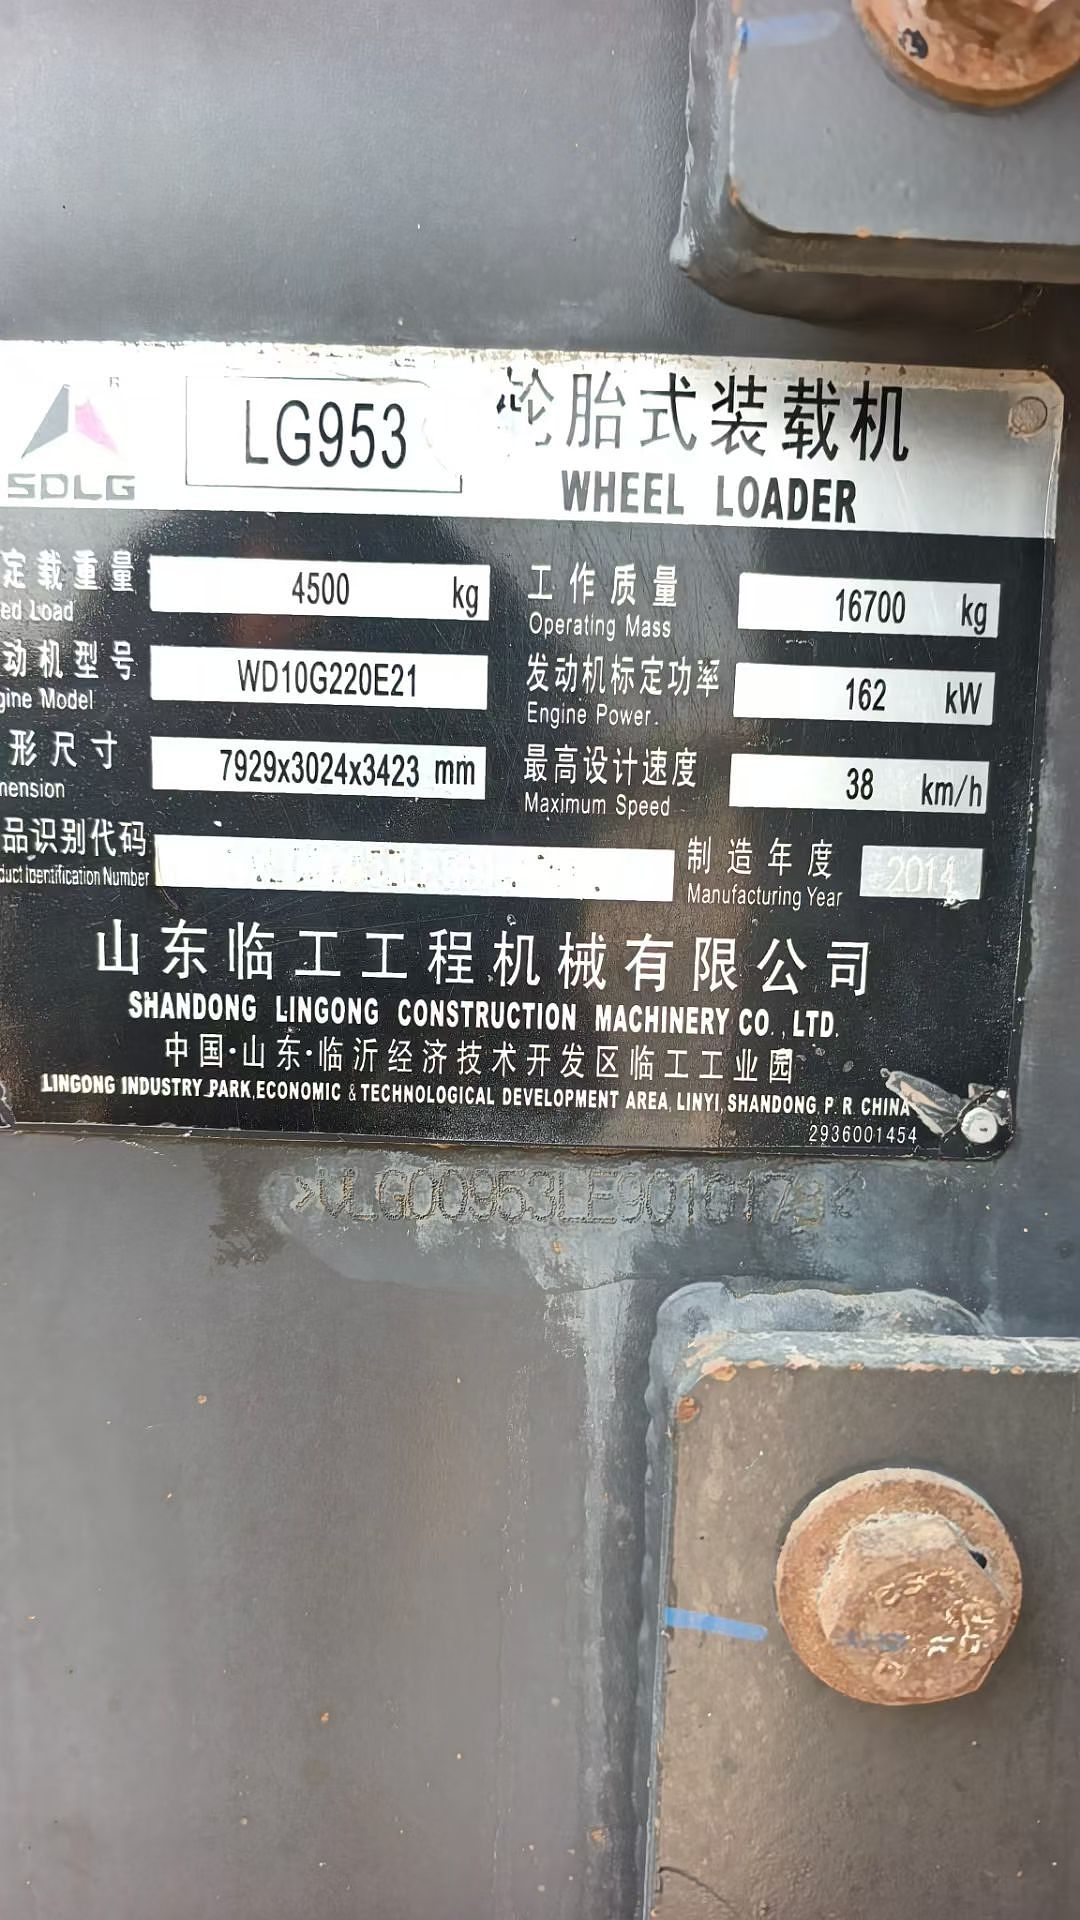 R
SDLG
LG953
轮胎式装载机
WHEEL LOADER
定载重量 4500 kg
ed Load
工作质量 16700 kg
Operating Mass
动机型号 WD10G220E21
gine Model
发动机标定功率 162 kW
Engine Power.
形尺寸 7929x3024x3423 mm
mension
最高设计速度 38 km/h
Maximum Speed
品识别代码
duct Identification Number
制造年度 2014
Manufacturing Year
山东临工工程机械有限公司
SHANDONG LINGONG CONSTRUCTION MACHINERY CO., LTD.
中国·山东·临沂经济技术开发区临工工业园
LINGONG INDUSTRY PARK,ECONOMIC & TECHNOLOGICAL DEVELOPMENT AREA, LINYI, SHANDONG, P. R. CHINA
2936001454